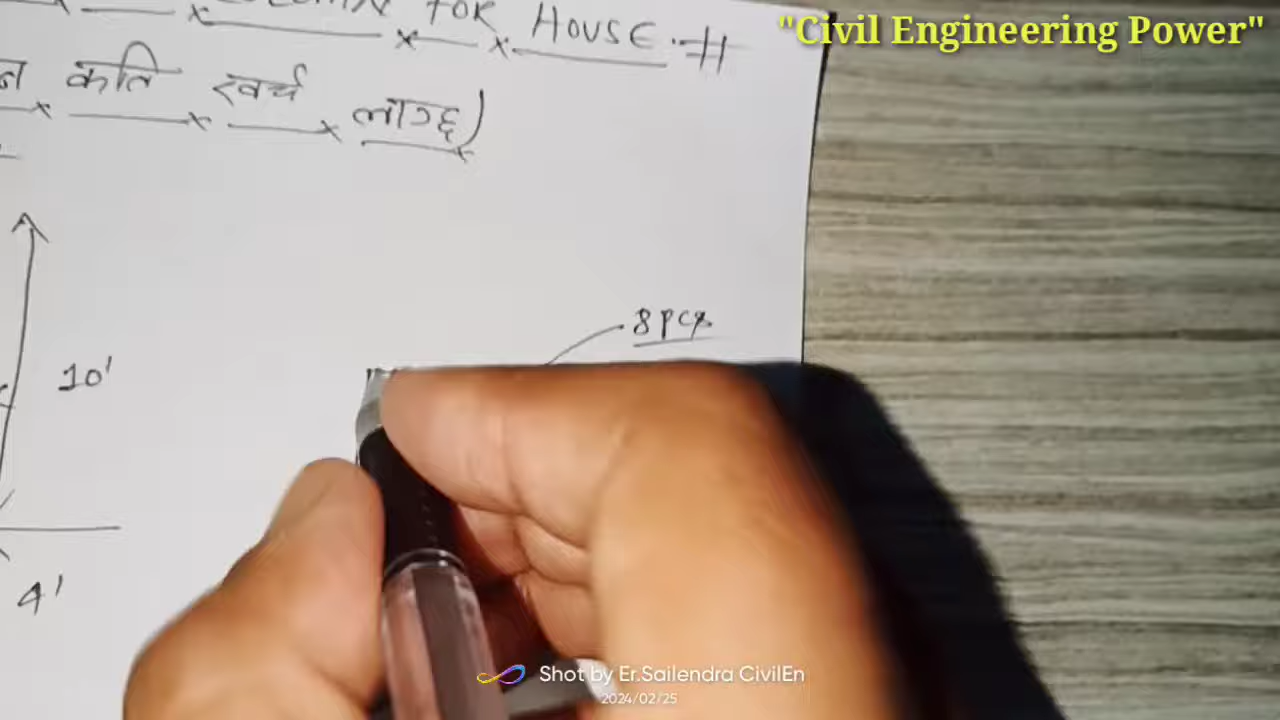 "Civil Engineering Power"
FOR HOUSE.#
कति खर्च लाग्छ)
8 pcs
10'
4'
Shot by Er.Sailendra CivilEn
2024/02/25